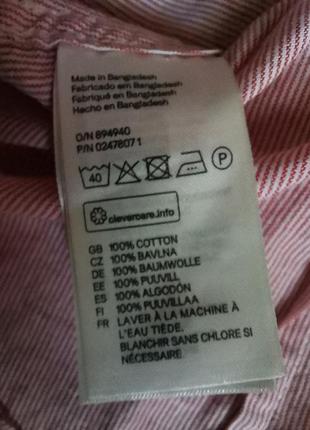 Made in Bangladesh
Fabricado em Bangladesh
Fabriqué en Bangladesh
Hecho en Bangladesh
O/N 894940
P/N 02478071
40 P
clevercare.info
GB 100% COTTON
CZ 100% BAVLNA
DE 100% BAUMWOLLE
EE 100% PUUVILL
ES 100% ALGODÓN
FI 100% PUUVILLAA
FR LAVER À LA MACHINE À
L'EAU TIÈDE.
BLANCHIR SANS CHLORE SI
NÉCESSAIRE